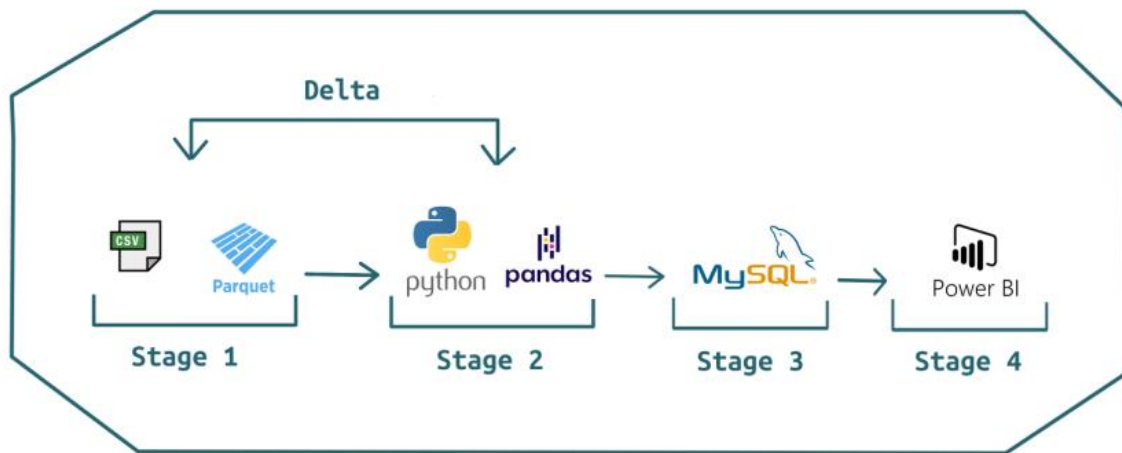 Delta
CSV
Parquet
python
pandas
MySQL®
Power BI
Stage 1
Stage 2
Stage 3
Stage 4